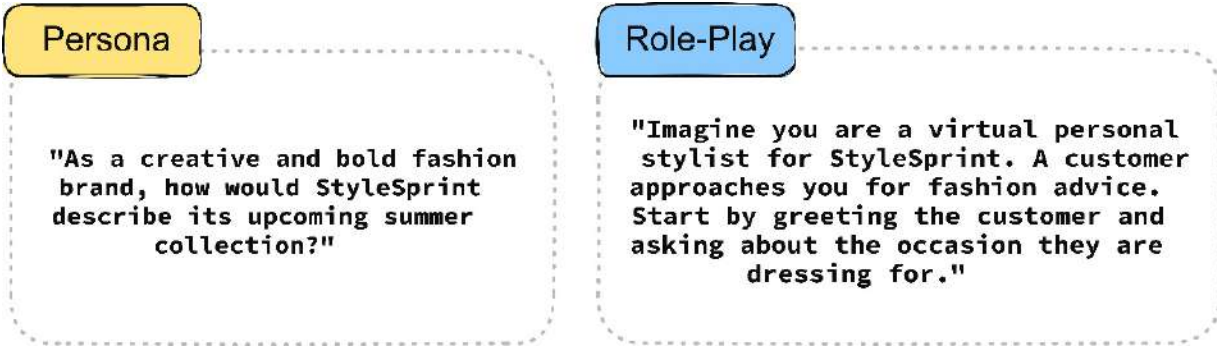 Persona
"As a creative and bold fashion
brand, how would StyleSprint
describe its upcoming summer
collection?"
Role-Play
"Imagine you are a virtual personal
stylist for StyleSprint. A customer
approaches you for fashion advice.
Start by greeting the customer and
asking about the occasion they are
dressing for."